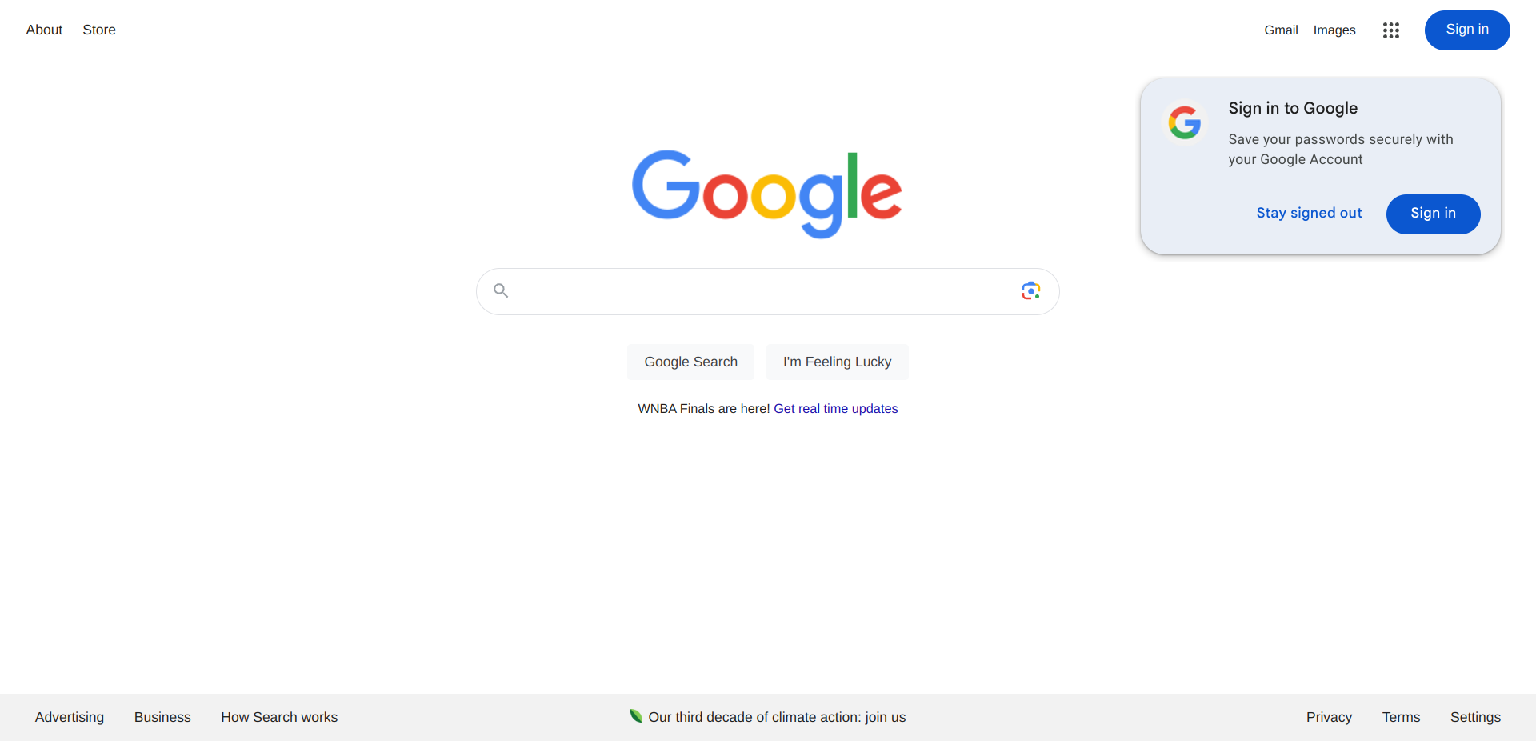 About Store
Gmail Images
Sign in
Sign in to Google
Save your passwords securely with
your Google Account
Stay signed out
Sign in
Google
Google Search
I'm Feeling Lucky
WNBA Finals are here! Get real time updates
Advertising Business How Search works
Our third decade of climate action: join us
Privacy Terms Settings